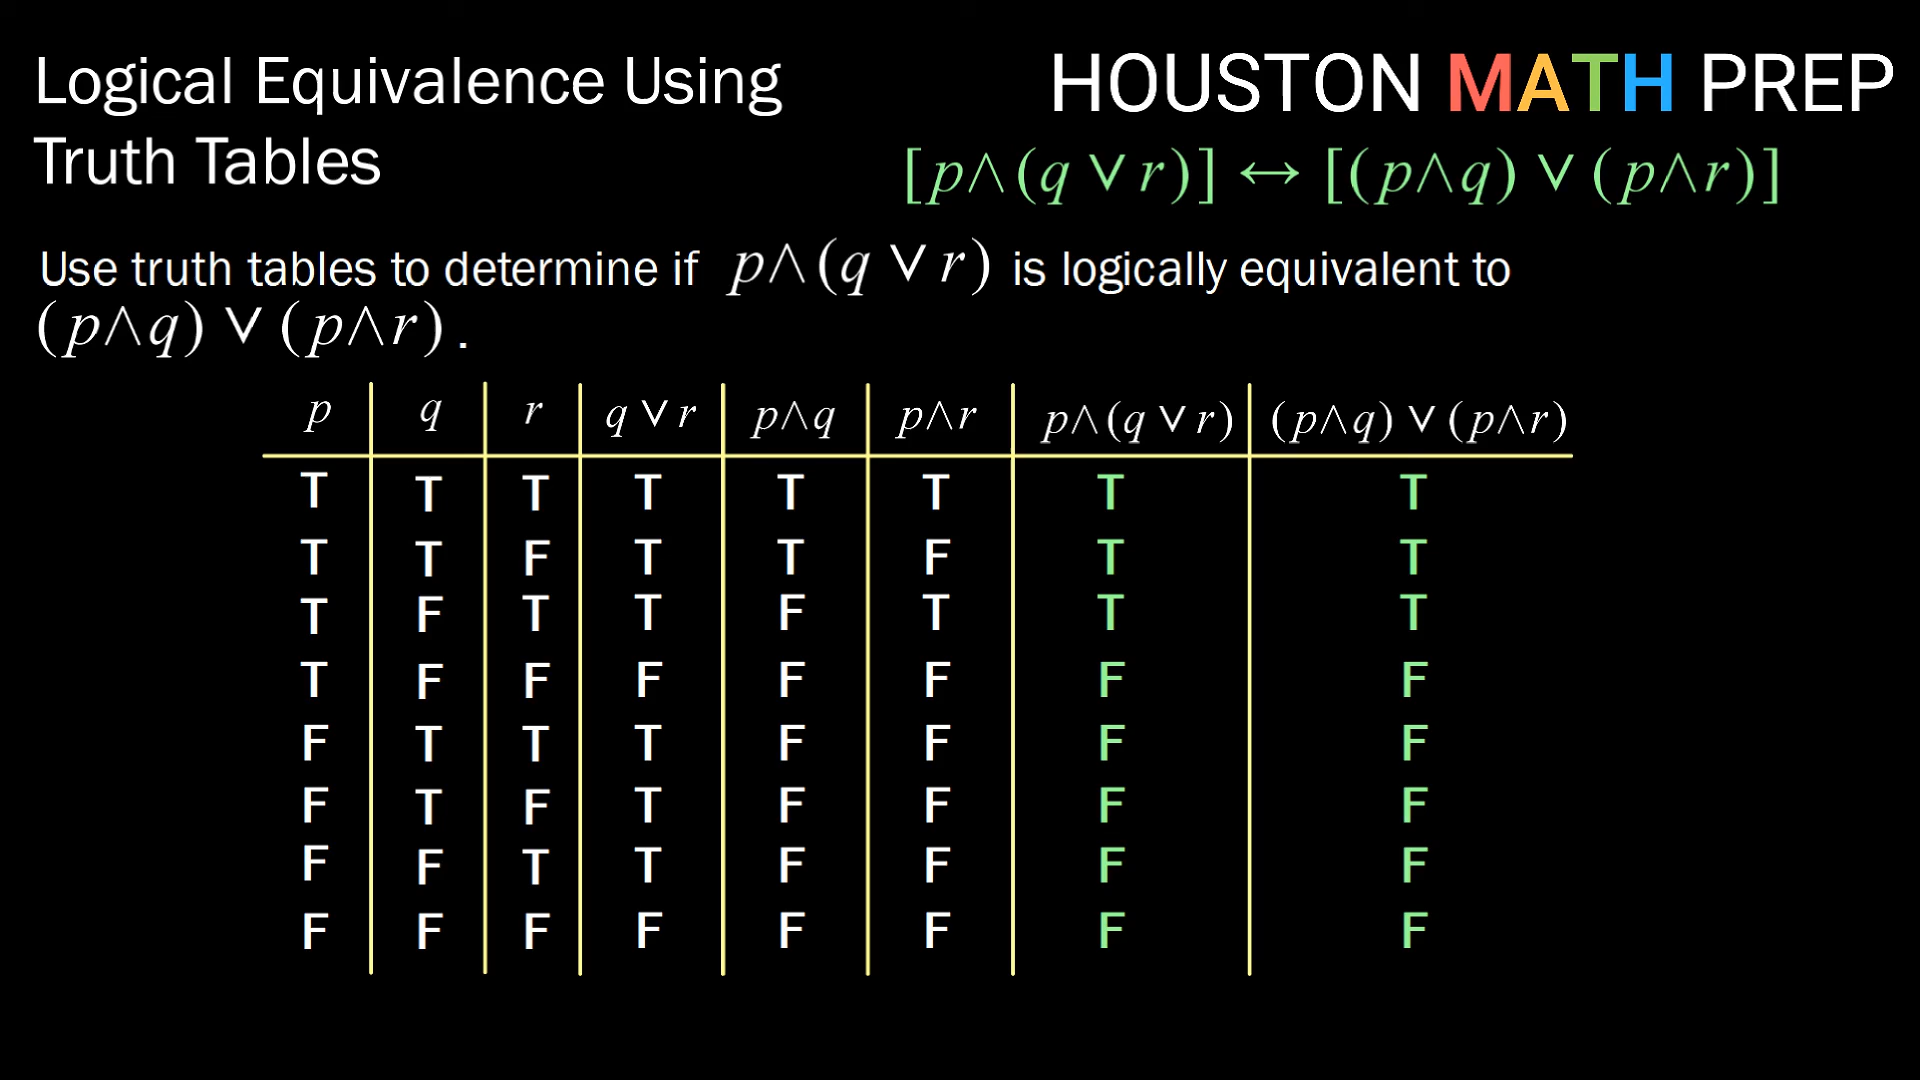 Logical Equivalence Using
Truth Tables
HOUSTON MATH PREP
[p∧(q ∨ r)] ↔ [(p∧q) ∨ (p∧r)]
Use truth tables to determine if p∧(q ∨ r) is logically equivalent to
(p∧q) ∨ (p∧r) .
p q r q ∨ r p∧q p∧r p∧(q ∨ r) (p∧q) ∨ (p∧r)
T T T T T T T T
T T F T T F T T
T F T T F T T T
T F F F F F F F
F T T T F F F F
F T F T F F F F
F F T T F F F F
F F F F F F F F